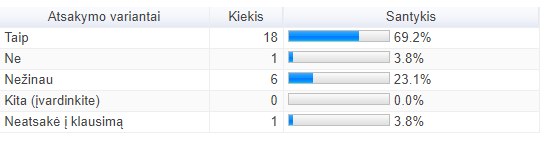 Atsakymo variantai Kiekis Santykis
Taip 18 69.2%
Ne 1 3.8%
Nežinau 6 23.1%
Kita (įvardinkite) 0 0.0%
Neatsakė į klausimą 1 3.8%